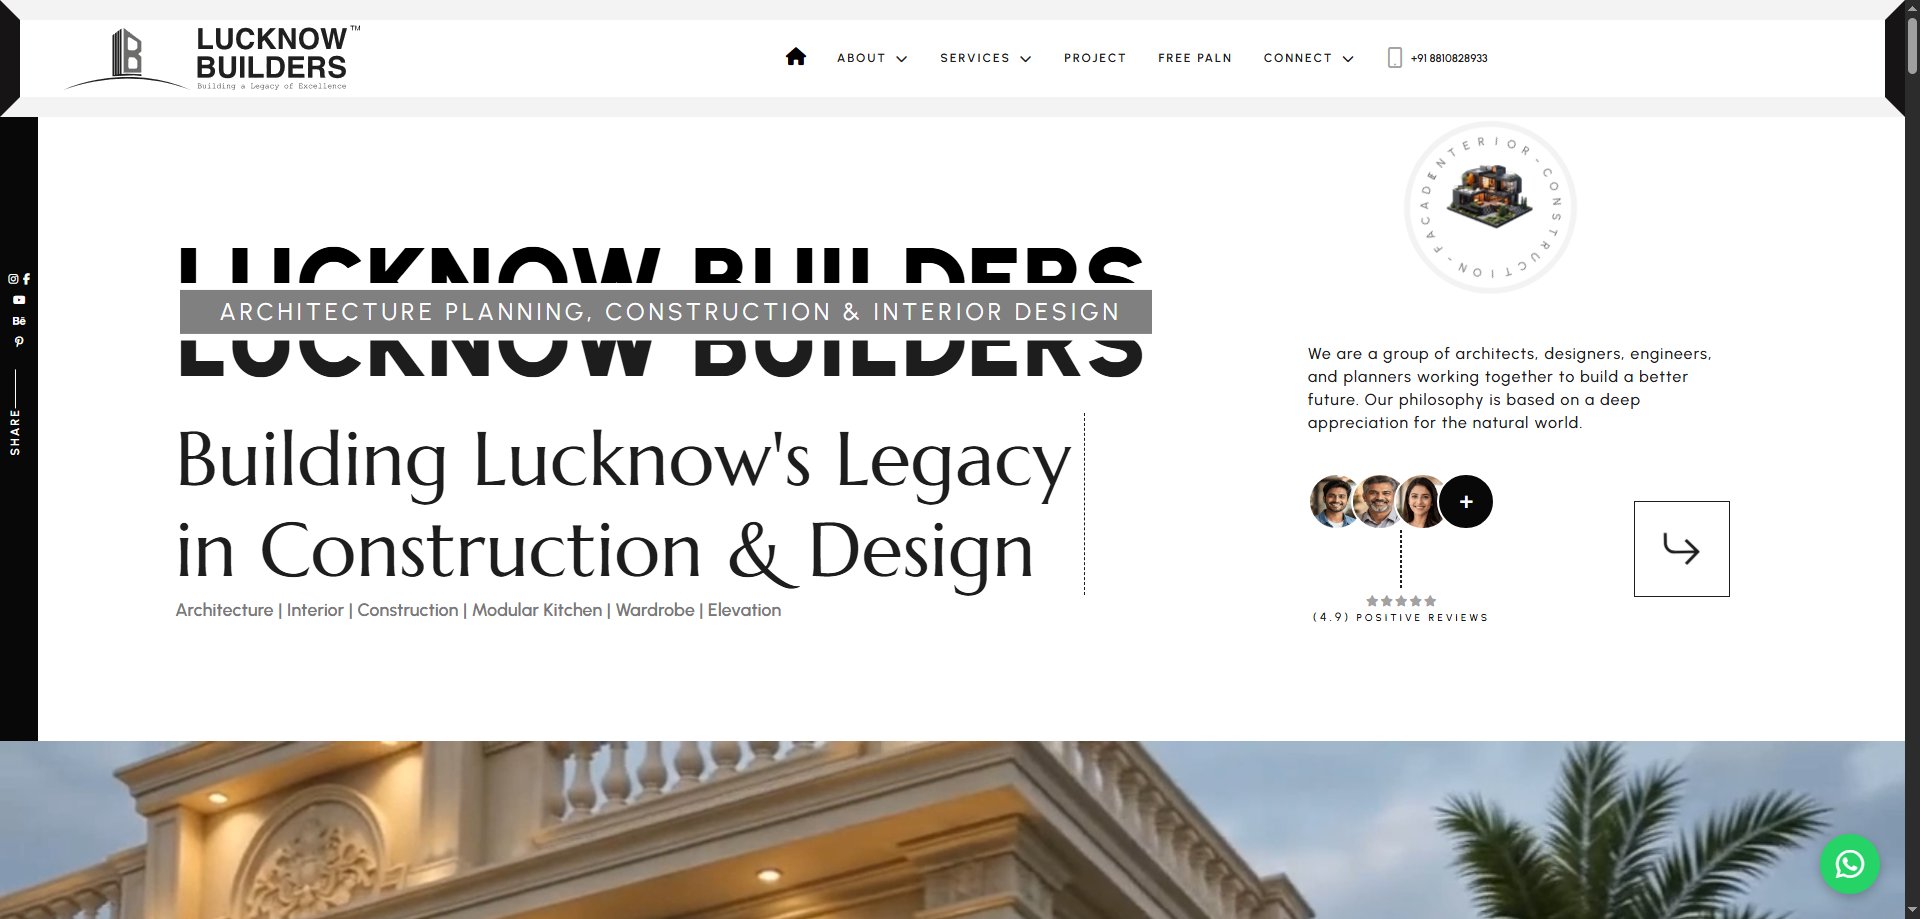 LUCKNOW™
BUILDERS
Building a Legacy of Excellence
ABOUT
SERVICES
PROJECT
FREE PALN
CONNECT
+91 8810828933
FACADENTERIOR-CONSTRUCTION-
LUCKNOW BUILDERS
ARCHITECTURE PLANNING, CONSTRUCTION & INTERIOR DESIGN
LUCKNOW BUILDERS
Building Lucknow's Legacy
in Construction & Design
Architecture | Interior | Construction | Modular Kitchen | Wardrobe | Elevation
We are a group of architects, designers, engineers,
and planners working together to build a better
future. Our philosophy is based on a deep
appreciation for the natural world.
+
(4.9) POSITIVE REVIEWS
Bē
SHARE